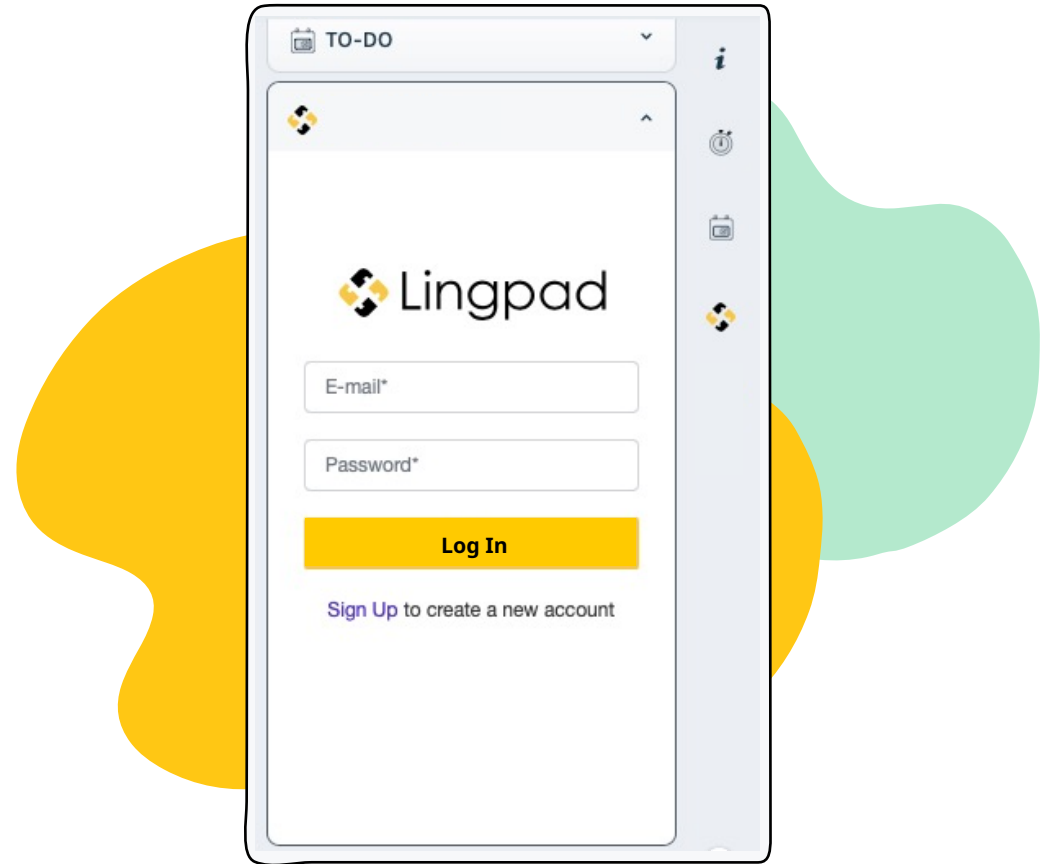 TO-DO
Lingpad
E-mail*
Password*
Log In
Sign Up to create a new account